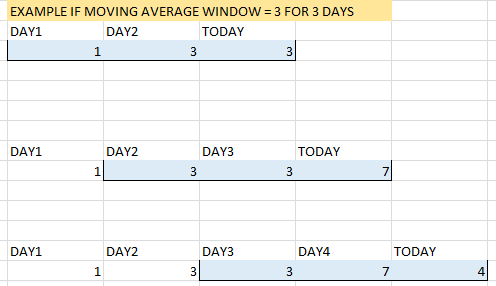 EXAMPLE IF MOVING AVERAGE WINDOW = 3 FOR 3 DAYS
DAY1 DAY2 TODAY
1 3 3
DAY1 DAY2 DAY3 TODAY
1 3 3 7
DAY1 DAY2 DAY3 DAY4 TODAY
1 3 3 7 4